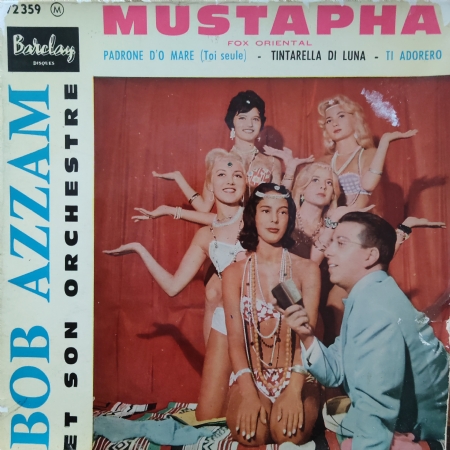 72359 M
Barclay
DISQUES
MUSTAPHA
FOX ORIENTAL
PADRONE D'O MARE (Toi seule) - TINTARELLA DI LUNA - TI ADORERO
BOB AZZAM
ET SON ORCHESTRE